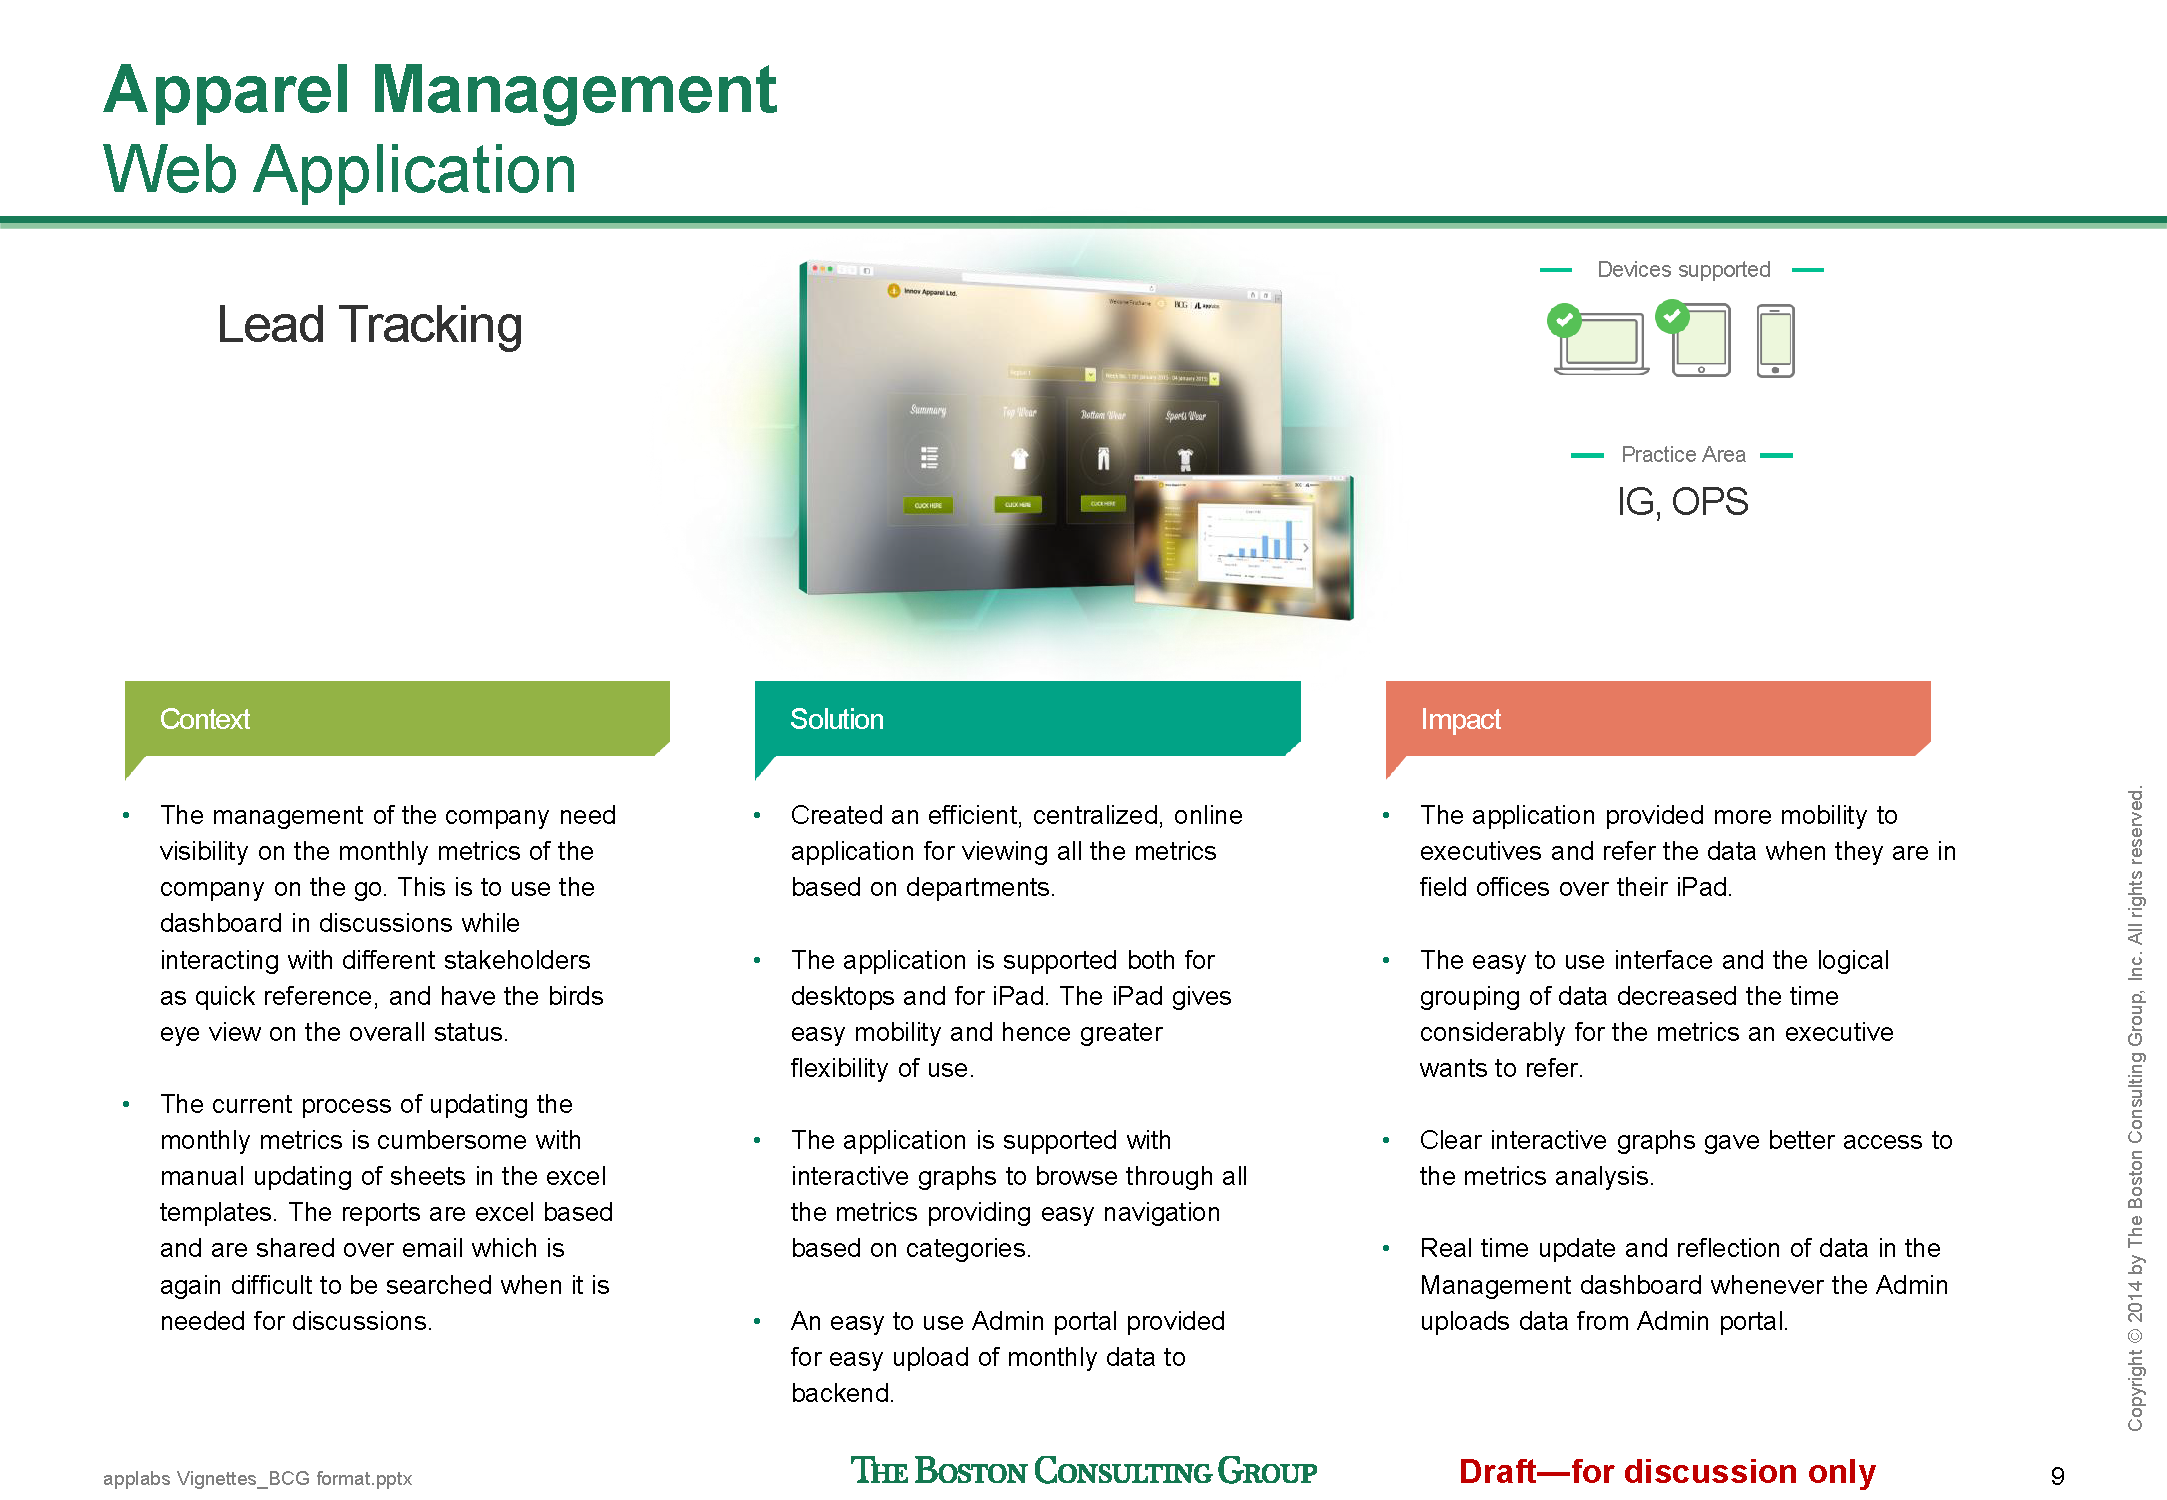 Apparel Management
Web Application
Lead Tracking
Innov Apparel Ltd.
BCG
applabs
Region 1
Summary
Top Wear
Bottom Wear
Sports Wear
CLICK HERE
CLICK HERE
CLICK HERE
Devices supported
Practice Area
IG, OPS
Context
The management of the company need
visibility on the monthly metrics of the
company on the go. This is to use the
dashboard in discussions while
interacting with different stakeholders
as quick reference, and have the birds
eye view on the overall status.
The current process of updating the
monthly metrics is cumbersome with
manual updating of sheets in the excel
templates. The reports are excel based
and are shared over email which is
again difficult to be searched when it is
needed for discussions.
Solution
Created an efficient, centralized, online
application for viewing all the metrics
based on departments.
The application is supported both for
desktops and for iPad. The iPad gives
easy mobility and hence greater
flexibility of use.
The application is supported with
interactive graphs to browse through all
the metrics providing easy navigation
based on categories.
An easy to use Admin portal provided
for easy upload of monthly data to
backend.
Impact
The application provided more mobility to
executives and refer the data when they are in
field offices over their iPad.
The easy to use interface and the logical
grouping of data decreased the time
considerably for the metrics an executive
wants to refer.
Clear interactive graphs gave better access to
the metrics analysis.
Real time update and reflection of data in the
Management dashboard whenever the Admin
uploads data from Admin portal.
Copyright © 2014 by The Boston Consulting Group, Inc. All rights reserved.
applabs Vignettes_BCG format.pptx
THE BOSTON CONSULTING GROUP
Draft—for discussion only
9